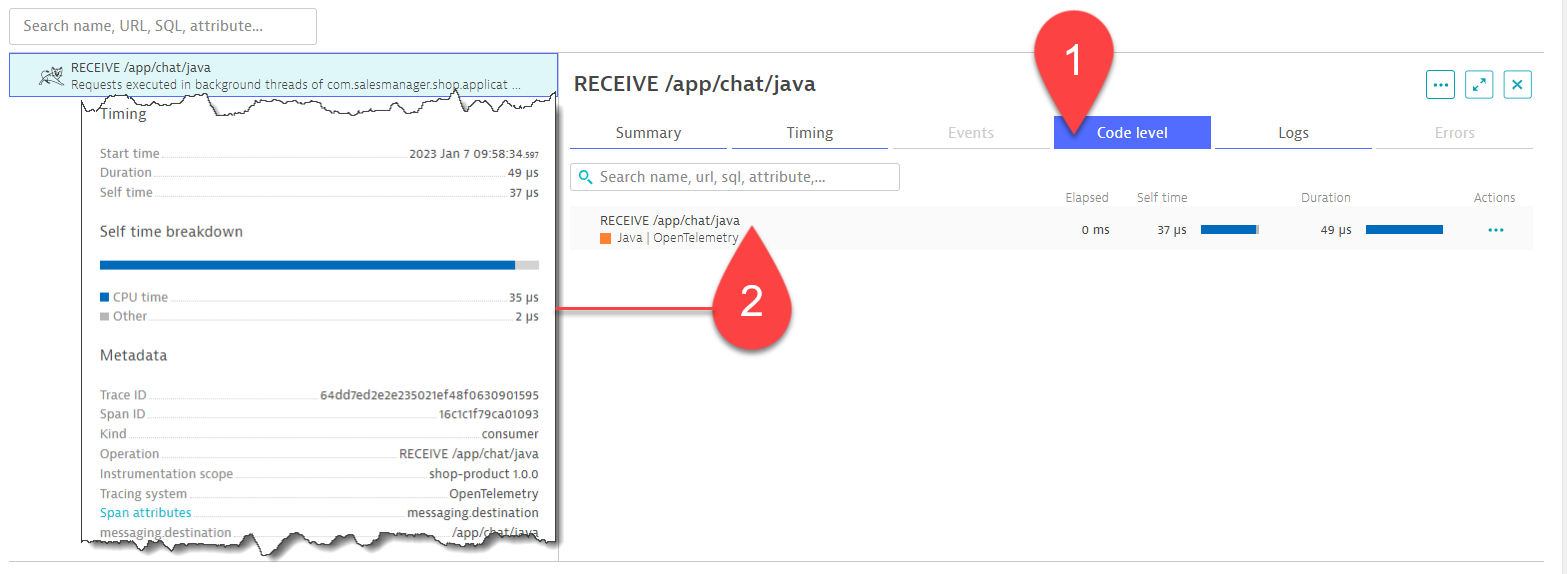 Search name, URL, SQL, attribute...
RECEIVE /app/chat/java
Requests executed in background threads of com.salesmanager.shop.applicat ...
Timing
Start time 2023 Jan 7 09:58:34.597
Duration 49 µs
Self time 37 µs
Self time breakdown
CPU time 35 µs
Other 2 µs
Metadata
Trace ID 64dd7ed2e2e235021ef48f0630901595
Span ID 16c1c1f79ca01093
Kind consumer
Operation RECEIVE /app/chat/java
Instrumentation scope shop-product 1.0.0
Tracing system OpenTelemetry
Span attributes messaging.destination
messaging.destination /app/chat/java
RECEIVE /app/chat/java
1
Summary Timing Events Code level Logs Errors
Search name, url, sql, attribute,...
Elapsed Self time Duration Actions
RECEIVE /app/chat/java
Java | OpenTelemetry
0 ms 37 µs 49 µs
2